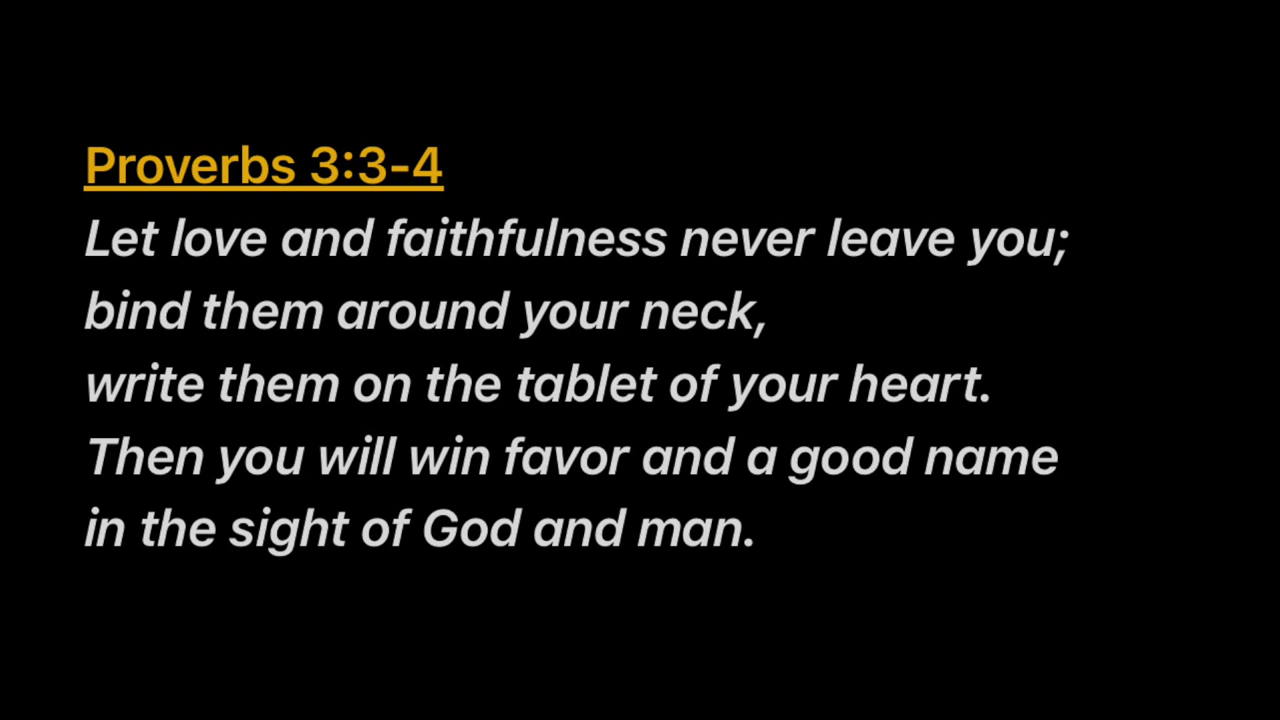 Proverbs 3:3-4
Let love and faithfulness never leave you;
bind them around your neck,
write them on the tablet of your heart.
Then you will win favor and a good name
in the sight of God and man.